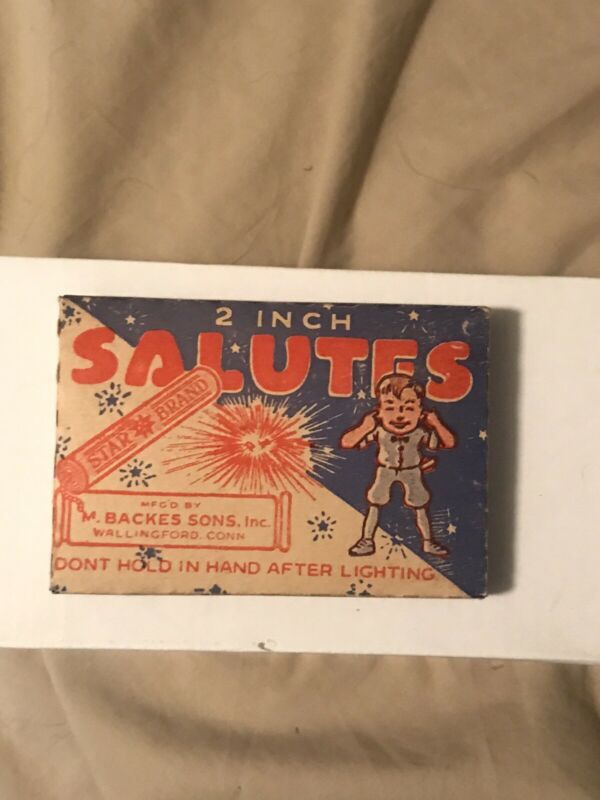 2 INCH
SALUTES
STAR BRAND
MFG'D BY
M. BACKES SONS, Inc.
WALLINGFORD. CONN
DONT HOLD IN HAND AFTER LIGHTING